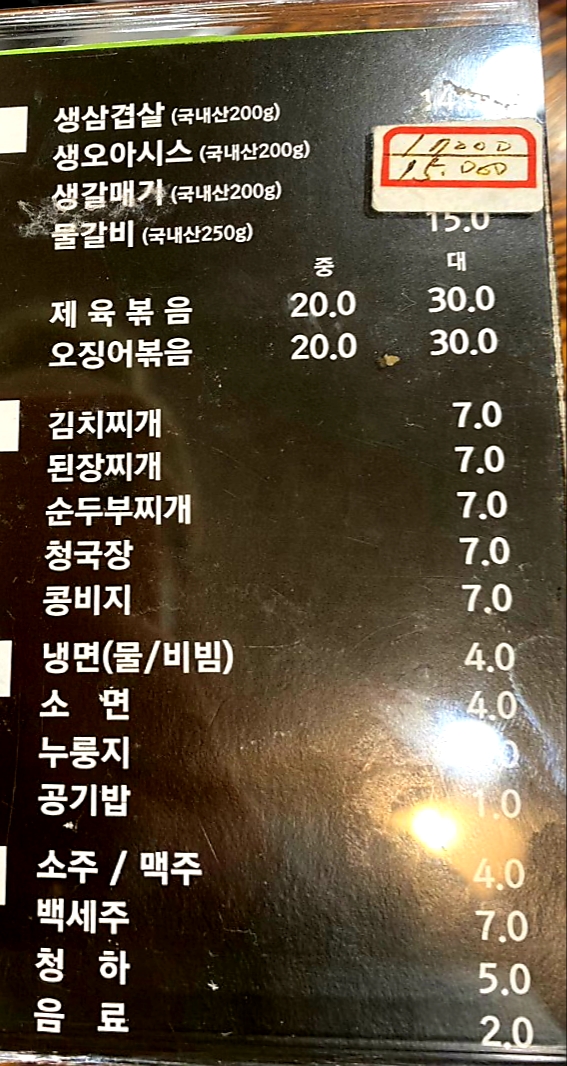 생삼겹살 (국내산200g)
생오아시스 (국내산200g) 17000
생갈매기 (국내산200g) 15.000
물갈비 (국내산250g) 15.0
중 대
제 육 볶 음 20.0 30.0
오징어볶음 20.0 30.0
김치찌개 7.0
된장찌개 7.0
순두부찌개 7.0
청국장 7.0
콩비지 7.0
냉면(물/비빔) 4.0
소 면 4.0
누룽지
공기밥 1.0
소주 / 맥주 4.0
백세주 7.0
청 하 5.0
음 료 2.0